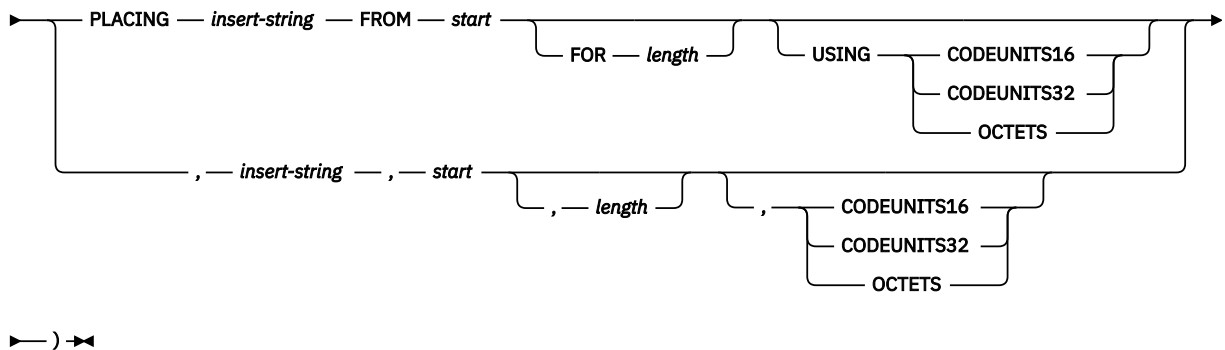 PLACING insert-string FROM start
FOR length USING CODEUNITS16
CODEUNITS32
OCTETS
, insert-string , start
, length , CODEUNITS16
CODEUNITS32
OCTETS
)